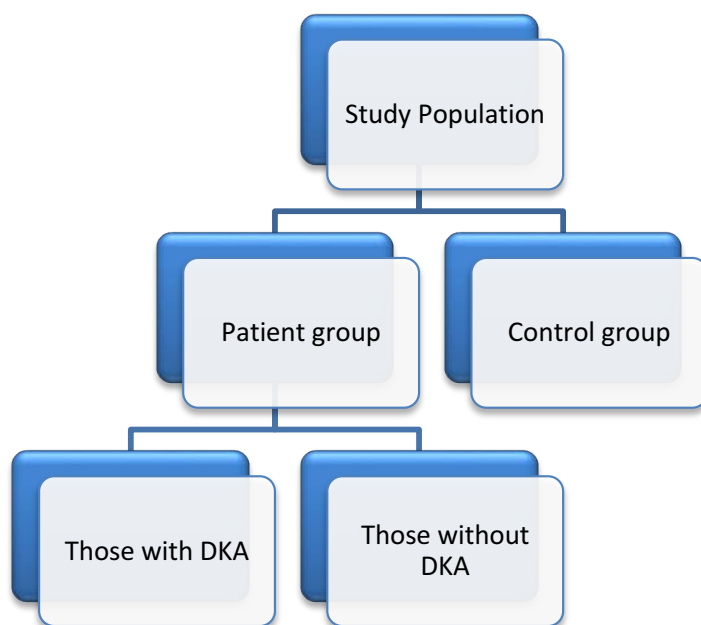 Study Population
Patient group
Control group
Those with DKA
Those without
DKA